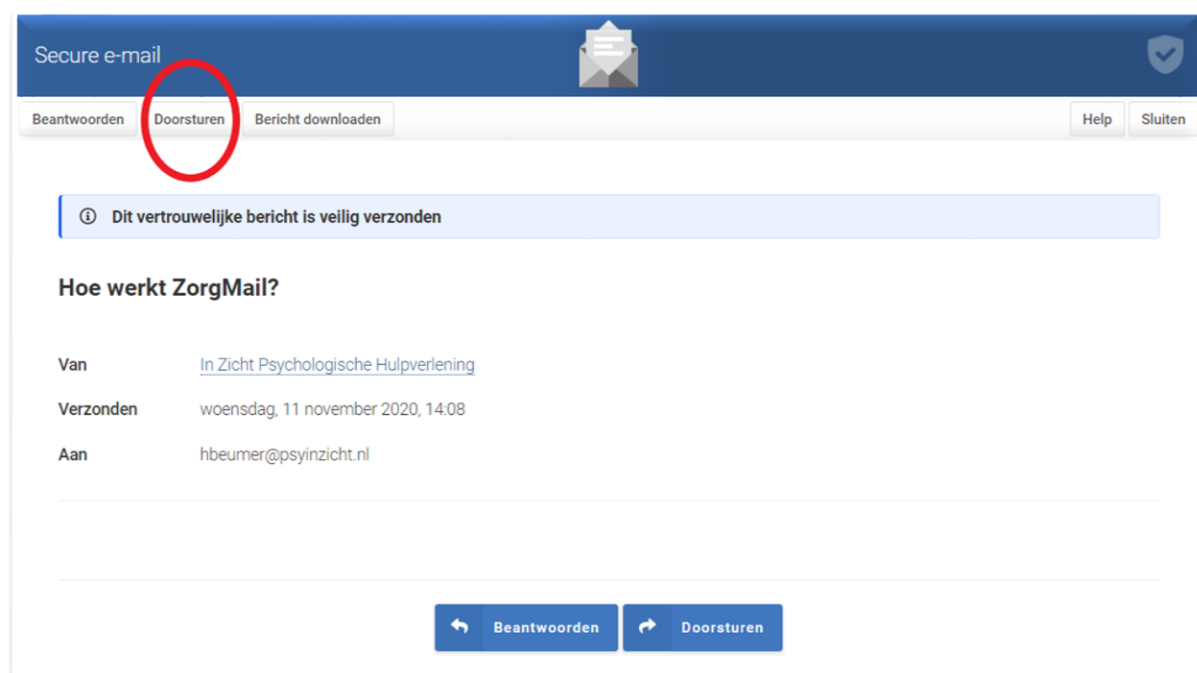 Secure e-mail
Beantwoorden Doorsturen Bericht downloaden Help Sluiten
Dit vertrouwelijke bericht is veilig verzonden
Hoe werkt ZorgMail?
Van In Zicht Psychologische Hulpverlening
Verzonden woensdag, 11 november 2020, 14:08
Aan hbeumer@psyinzicht.nl
Beantwoorden Doorsturen